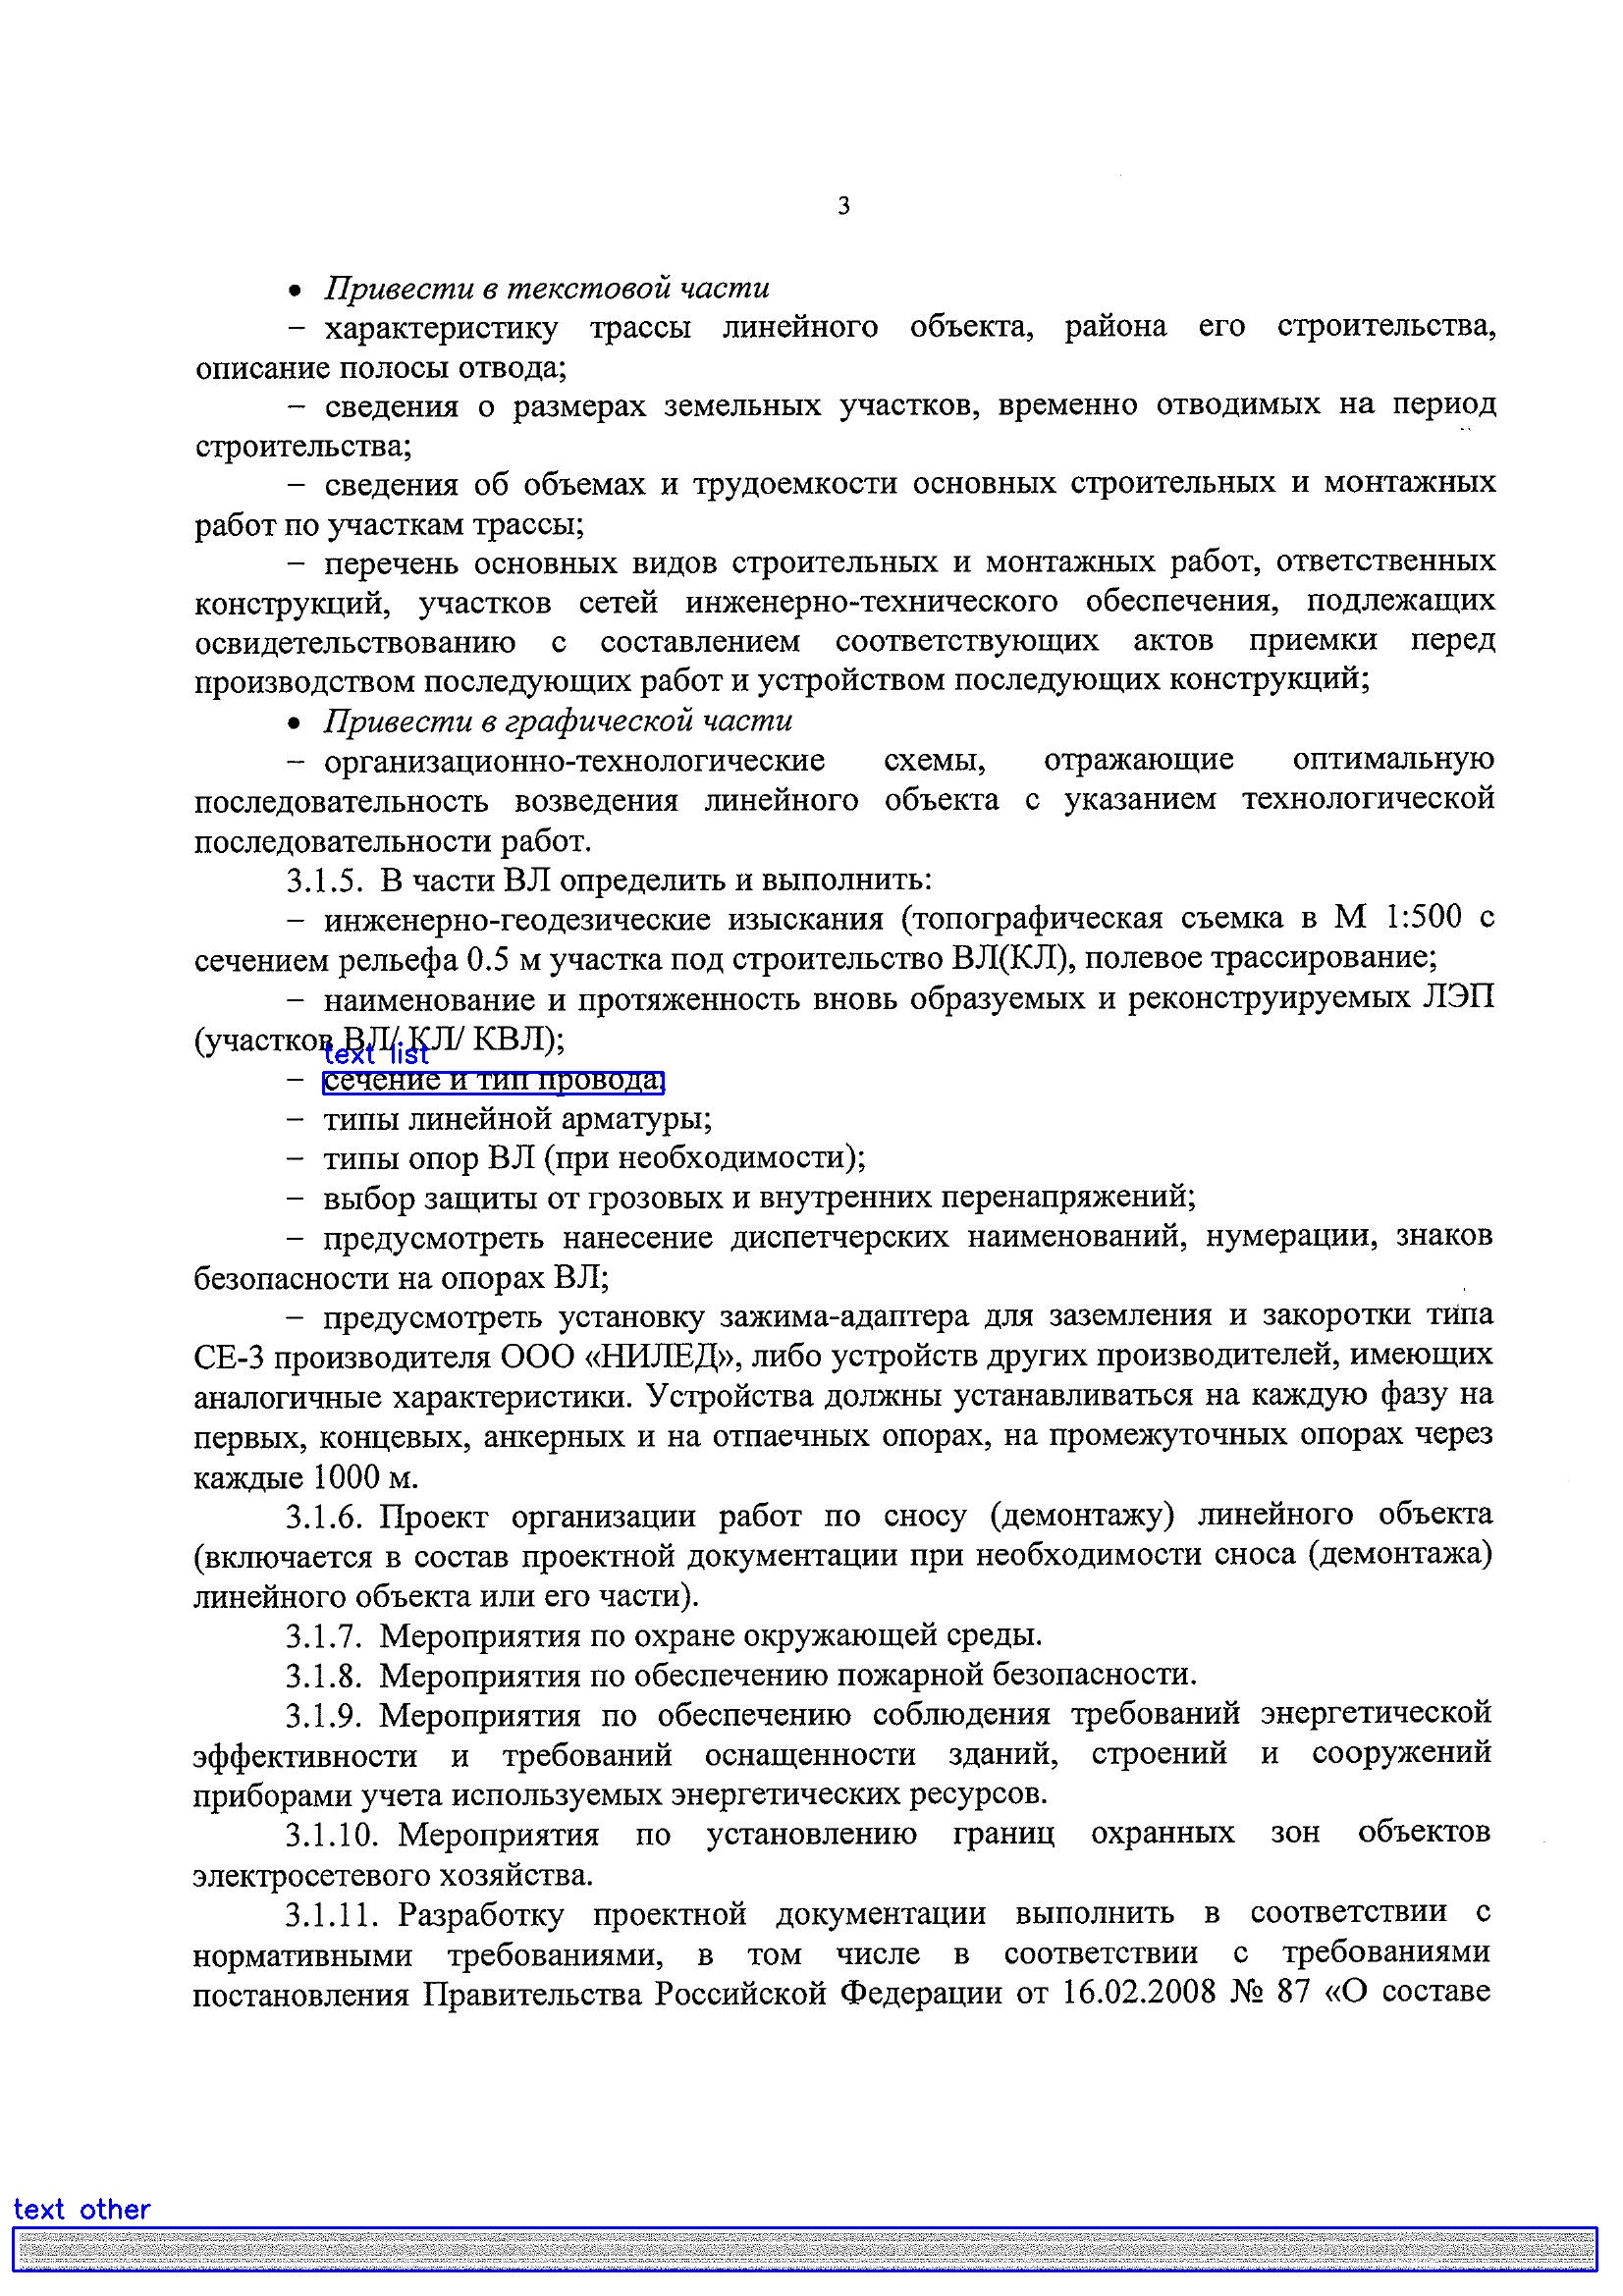 3
• Привести в текстовой части
− характеристику трассы линейного объекта, района его строительства,
описание полосы отвода;
− сведения о размерах земельных участков, временно отводимых на период
строительства;
− сведения об объемах и трудоемкости основных строительных и монтажных
работ по участкам трассы;
− перечень основных видов строительных и монтажных работ, ответственных
конструкций, участков сетей инженерно-технического обеспечения, подлежащих
освидетельствованию с составлением соответствующих актов приемки перед
производством последующих работ и устройством последующих конструкций;
• Привести в графической части
− организационно-технологические схемы, отражающие оптимальную
последовательность возведения линейного объекта с указанием технологической
последовательности работ.
3.1.5. В части ВЛ определить и выполнить:
− инженерно-геодезические изыскания (топографическая съемка в М 1:500 с
сечением рельефа 0.5 м участка под строительство ВЛ(КЛ), полевое трассирование;
− наименование и протяженность вновь образуемых и реконструируемых ЛЭП
(участков ВЛ/ КЛ/ КВЛ);
text list
− сечение и тип провода;
− типы линейной арматуры;
− типы опор ВЛ (при необходимости);
− выбор защиты от грозовых и внутренних перенапряжений;
− предусмотреть нанесение диспетчерских наименований, нумерации, знаков
безопасности на опорах ВЛ;
− предусмотреть установку зажима-адаптера для заземления и закоротки типа
СЕ-3 производителя ООО «НИЛЕД», либо устройств других производителей, имеющих
аналогичные характеристики. Устройства должны устанавливаться на каждую фазу на
первых, концевых, анкерных и на отпаечных опорах, на промежуточных опорах через
каждые 1000 м.
3.1.6. Проект организации работ по сносу (демонтажу) линейного объекта
(включается в состав проектной документации при необходимости сноса (демонтажа)
линейного объекта или его части).
3.1.7. Мероприятия по охране окружающей среды.
3.1.8. Мероприятия по обеспечению пожарной безопасности.
3.1.9. Мероприятия по обеспечению соблюдения требований энергетической
эффективности и требований оснащенности зданий, строений и сооружений
приборами учета используемых энергетических ресурсов.
3.1.10. Мероприятия по установлению границ охранных зон объектов
электросетевого хозяйства.
3.1.11. Разработку проектной документации выполнить в соответствии с
нормативными требованиями, в том числе в соответствии с требованиями
постановления Правительства Российской Федерации от 16.02.2008 № 87 «О составе
text other